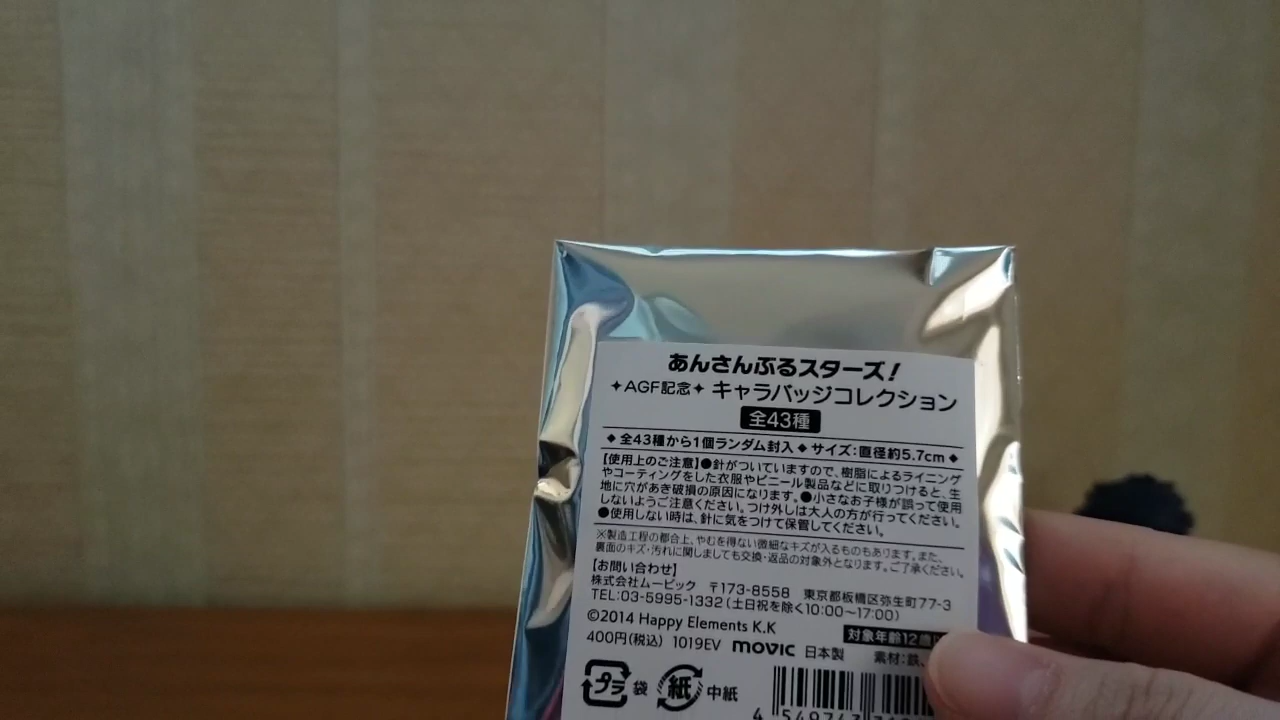 あんさんぶるスターズ!
✦AGF記念✦ キャラバッジコレクション
全43種
◆全43種から1個ランダム封入◆サイズ:直径約5.7cm◆
【使用上のご注意】●針がついていますので、樹脂によるライニング
やコーティングをした衣服やビニール製品などに取りつけると、生
地に穴があき破損の原因になります。●小さなお子様が誤って使用
しないようご注意ください。つけ外しは大人の方が行ってください。
●使用しない時は、針に気をつけて保管してください。
※製造工程の都合上、やむを得ない微細なキズが入るものもあります。また、
裏面のキズ・汚れに関しましても交換・返品の対象外となります。ご了承ください。
【お問い合わせ】
株式会社ムービック 〒173-8558 東京都板橋区弥生町77-3
TEL:03-5995-1332(土日祝を除く10:00~17:00)
©2014 Happy Elements K.K
対象年齢12歳
400円(税込) 1019EV movic 日本製 素材:鉄、
プラ 袋 紙 中紙
4 549743